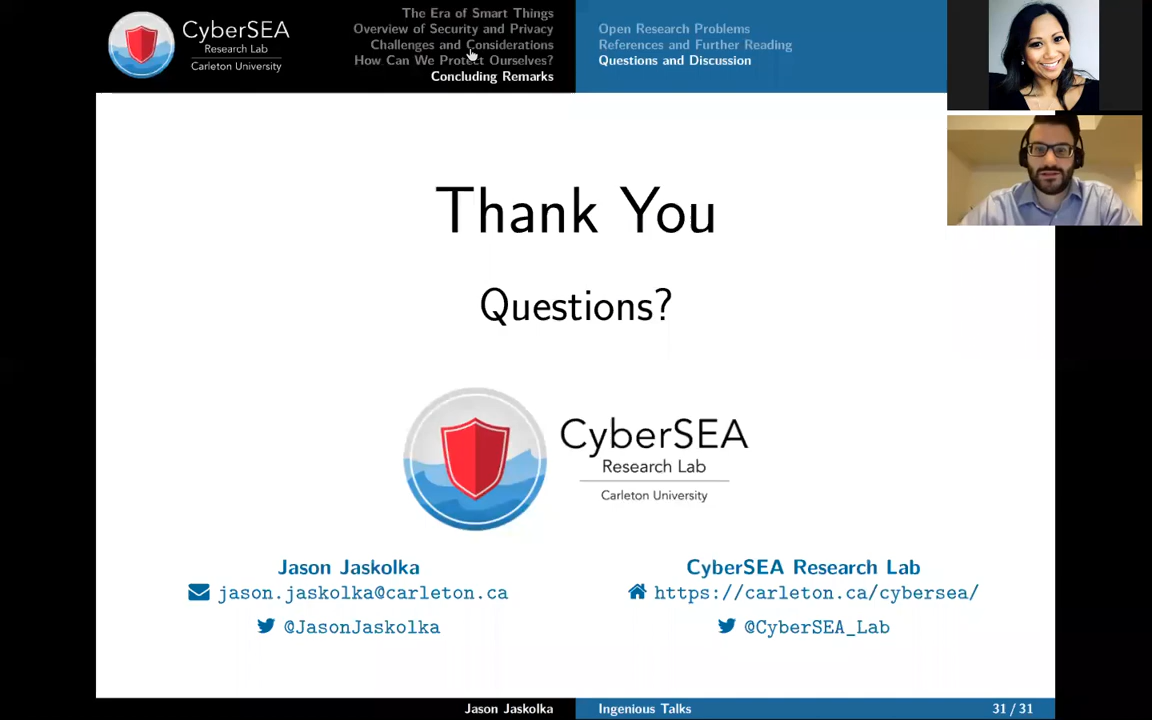 CyberSEA
Research Lab
Carleton University
The Era of Smart Things
Overview of Security and Privacy
Challenges and Considerations
How Can We Protect Ourselves?
Concluding Remarks
Open Research Problems
References and Further Reading
Questions and Discussion
Thank You
Questions?
CyberSEA
Research Lab
Carleton University
Jason Jaskolka
jason.jaskolka@carleton.ca
@JasonJaskolka
CyberSEA Research Lab
https://carleton.ca/cybersea/
@CyberSEA_Lab
Jason Jaskolka
Ingenious Talks
31 / 31